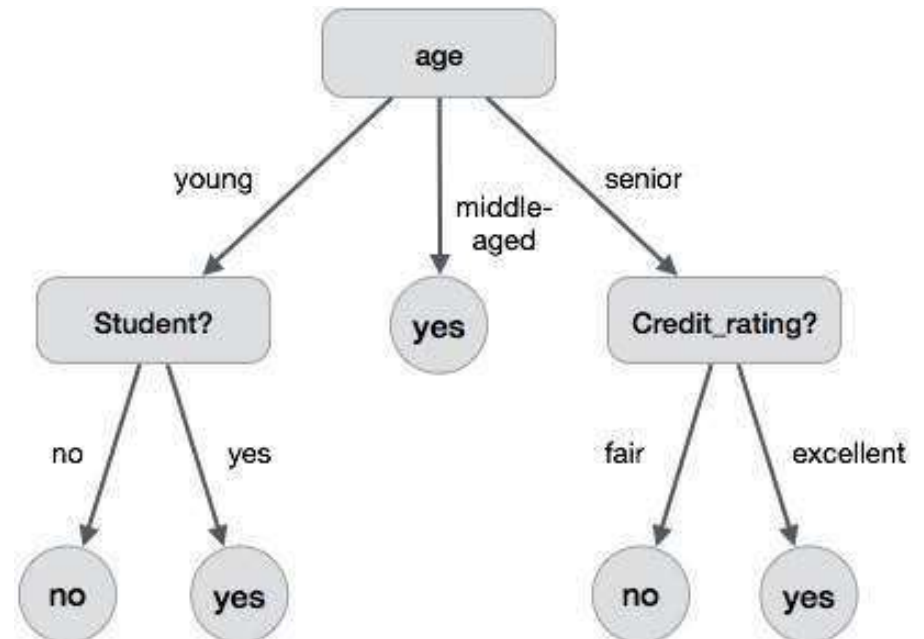 age
young
middle-
aged
senior
Student?
yes
Credit_rating?
no
yes
fair
excellent
no
yes
no
yes